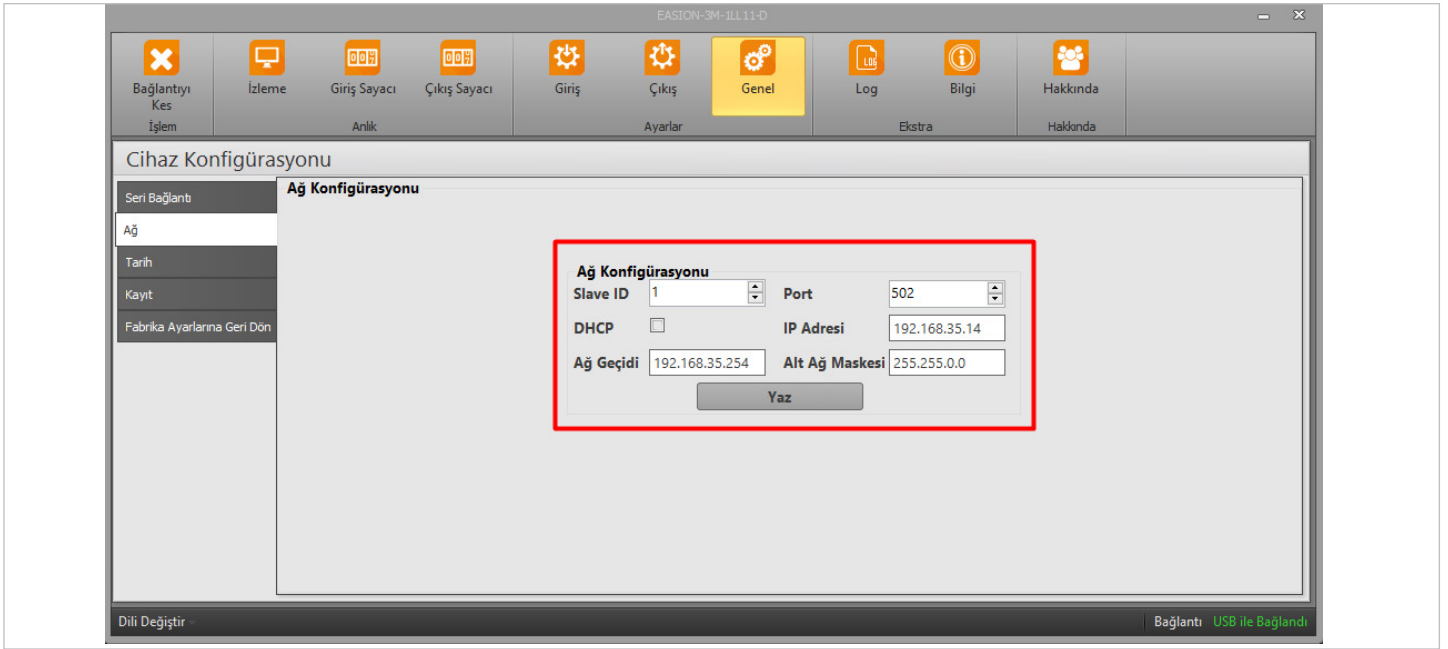 EASION-3M-1LL11-D
Bağlantıyı Kes
İzleme
Giriş Sayacı
Çıkış Sayacı
Giriş
Çıkış
Genel
LOG
Log
Bilgi
Hakkında
İşlem
Anlık
Ayarlar
Ekstra
Hakkında
Cihaz Konfigürasyonu
Seri Bağlantı
Ağ
Tarih
Kayıt
Fabrika Ayarlarına Geri Dön
Ağ Konfigürasyonu
Ağ Konfigürasyonu
Slave ID 1 Port 502
DHCP IP Adresi 192.168.35.14
Ağ Geçidi 192.168.35.254 Alt Ağ Maskesi 255.255.0.0
Yaz
Dili Değiştir
Bağlantı USB ile Bağlandı